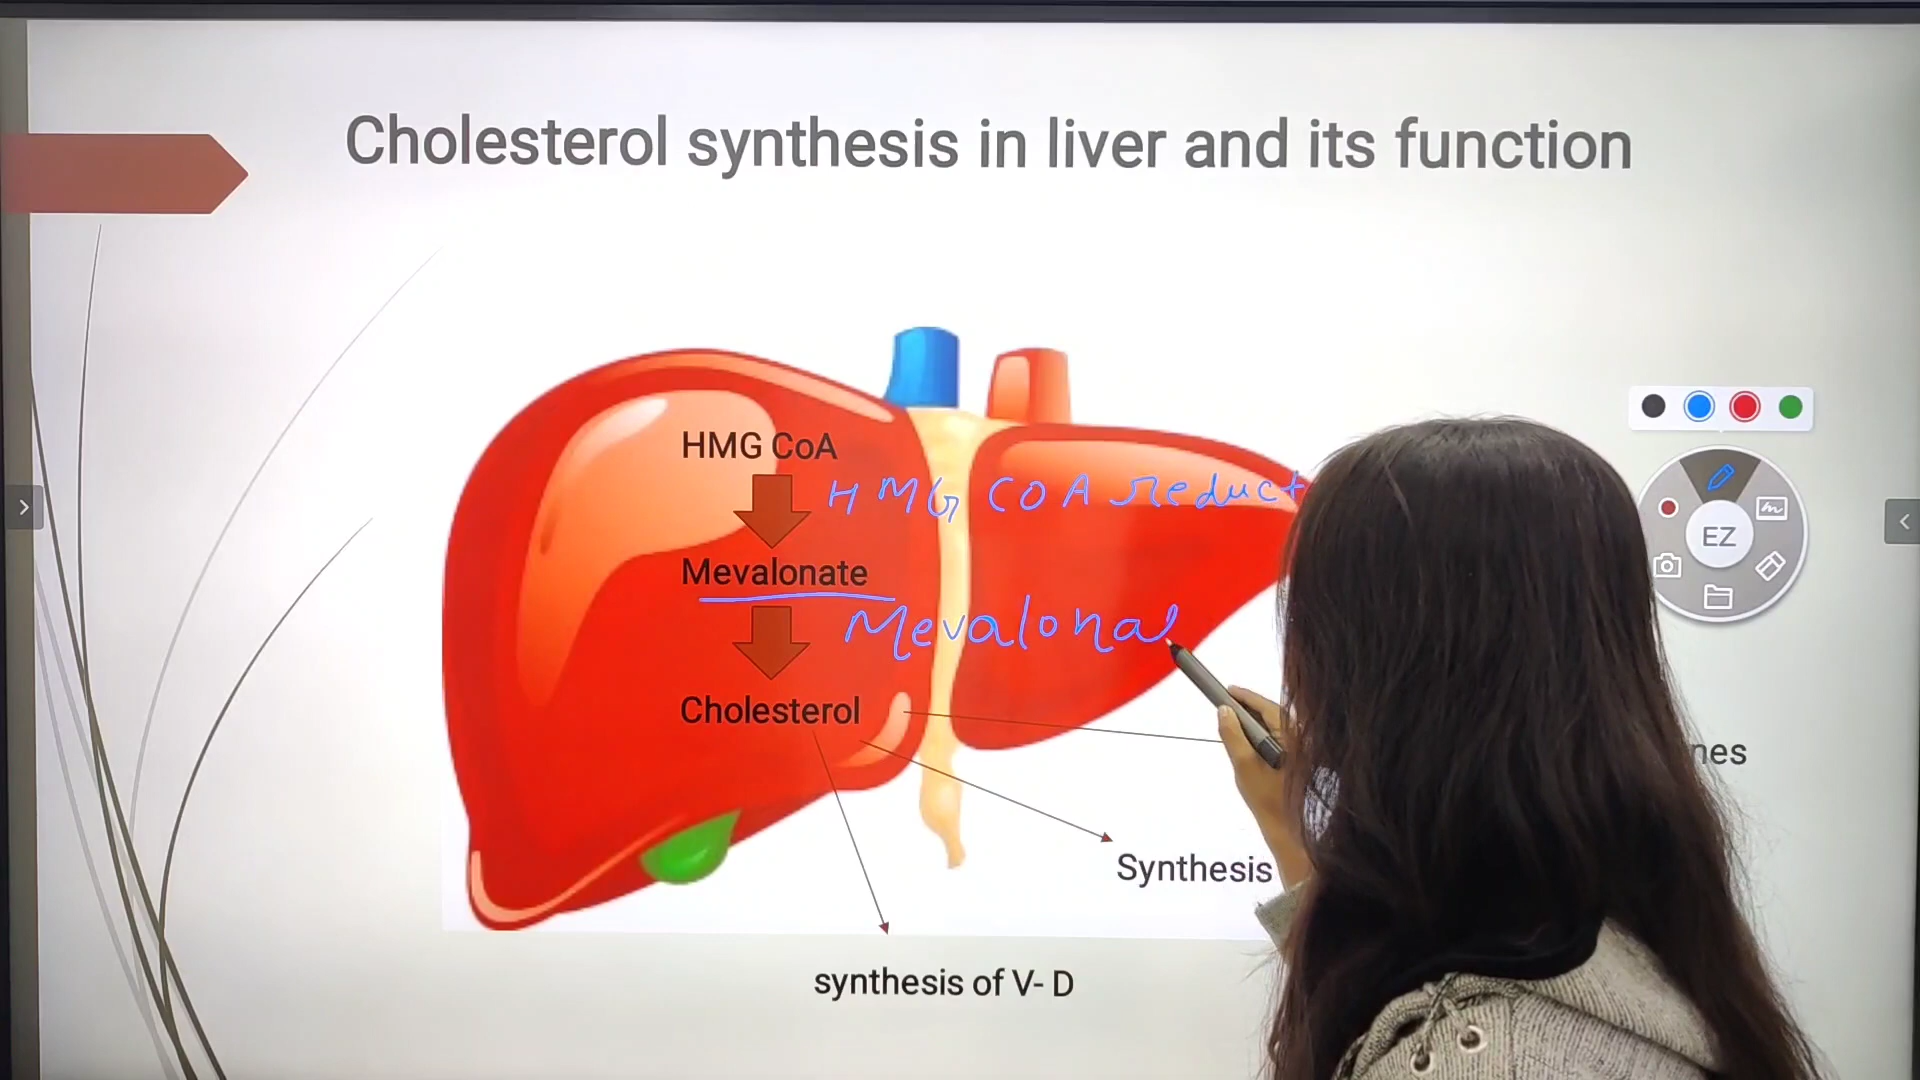 Cholesterol synthesis in liver and its function
HMG CoA
HMG COA reduct
Mevalonate
Mevalona
Cholesterol
nes
Synthesis
synthesis of V- D
EZ